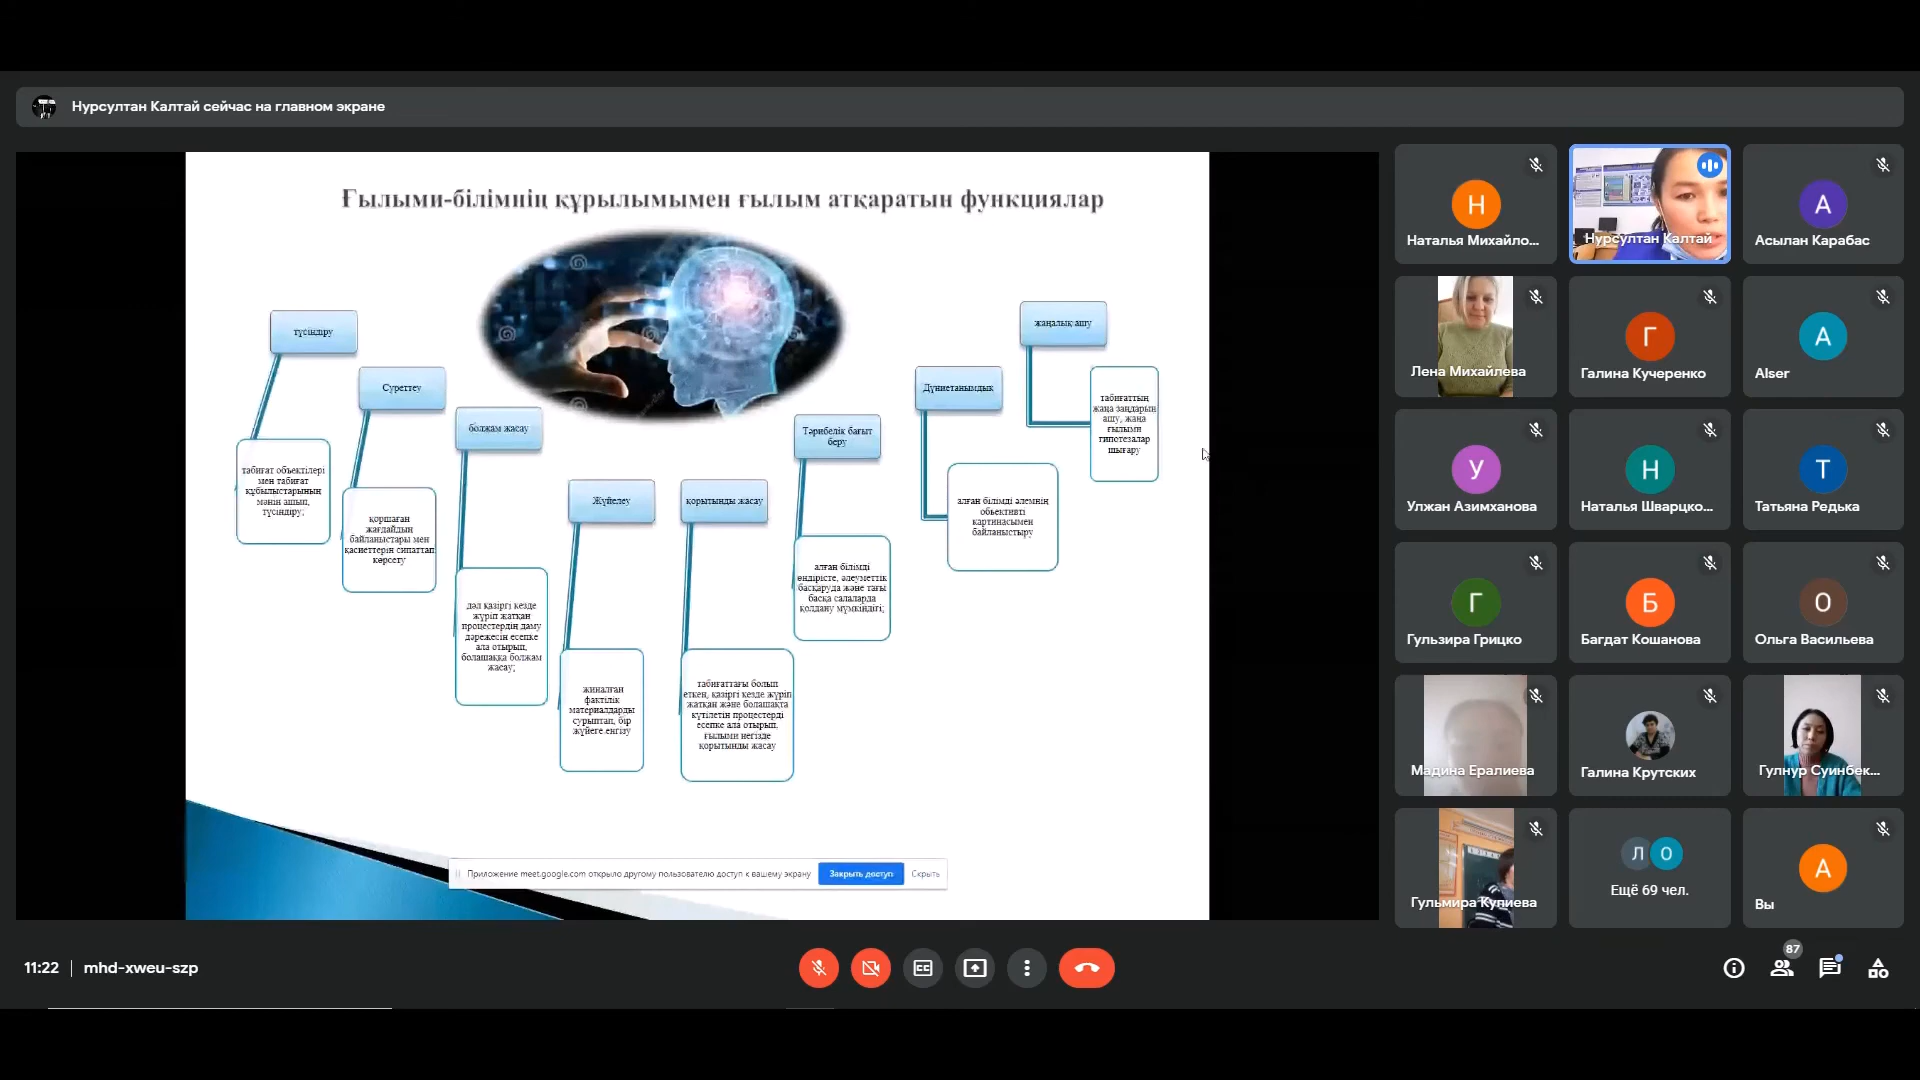 Нурсултан Калтай сейчас на главном экране
Ғылыми-білімнің құрылымымен ғылым атқаратын функциялар
түсіндіру
табиғат объектілері
мен табиғат
құбылыстарының
мәнін ашып,
түсіндіру;
Суреттеу
қоршаған
жағдайдың
байланыстары мен
қасиеттерін сипаттап
көрсету
болжам жасау
дәл қазіргі кезде
жүріп жатқан
процестердің даму
дәрежесін есепке
ала отырып,
болашаққа болжам
жасау;
Жүйелеу
жиналған
фактілік
материалдарды
сұрыптап, бір
жүйеге енгізу
қорытынды жасау
табиғаттағы болып
еткен, қазіргі кезде жүріп
жатқан және болашақта
күтілетін процестерді
есепке ала отырып,
ғылыми негізде
қорытынды жасау
Тәрибелік бағыт
беру
алған білімді
өндірісте, әлеуметтік
басқаруда және тағы
басқа салаларда
қолдану мүмкіндігі;
Дүниетанымдық
алған білімді әлемнің
обьективті
картинасымен
байланыстыру
жаңалық ашу
табиғаттың
жаңа заңдарын
ашу, жаңа
ғылыми
гипотезалар
шығару
Приложение meet.google.com открыло другому пользователю доступ к вашему экрану
Закрыть доступ
Скрыть
Н
Наталья Михайло...
Нурсултан Калтай
А
Асылан Карабас
Лена Михайлева
Г
Галина Кучеренко
A
Alser
У
Улжан Азимханова
Н
Наталья Шварцко...
Т
Татьяна Редька
Г
Гульзира Грицко
Б
Багдат Кошанова
О
Ольга Васильева
Мадина Ералиева
Галина Крутских
Гулнур Суинбек...
Гульмира Кулиева
Л О
Ещё 69 чел.
А
Вы
11:22 | mhd-xweu-szp
87